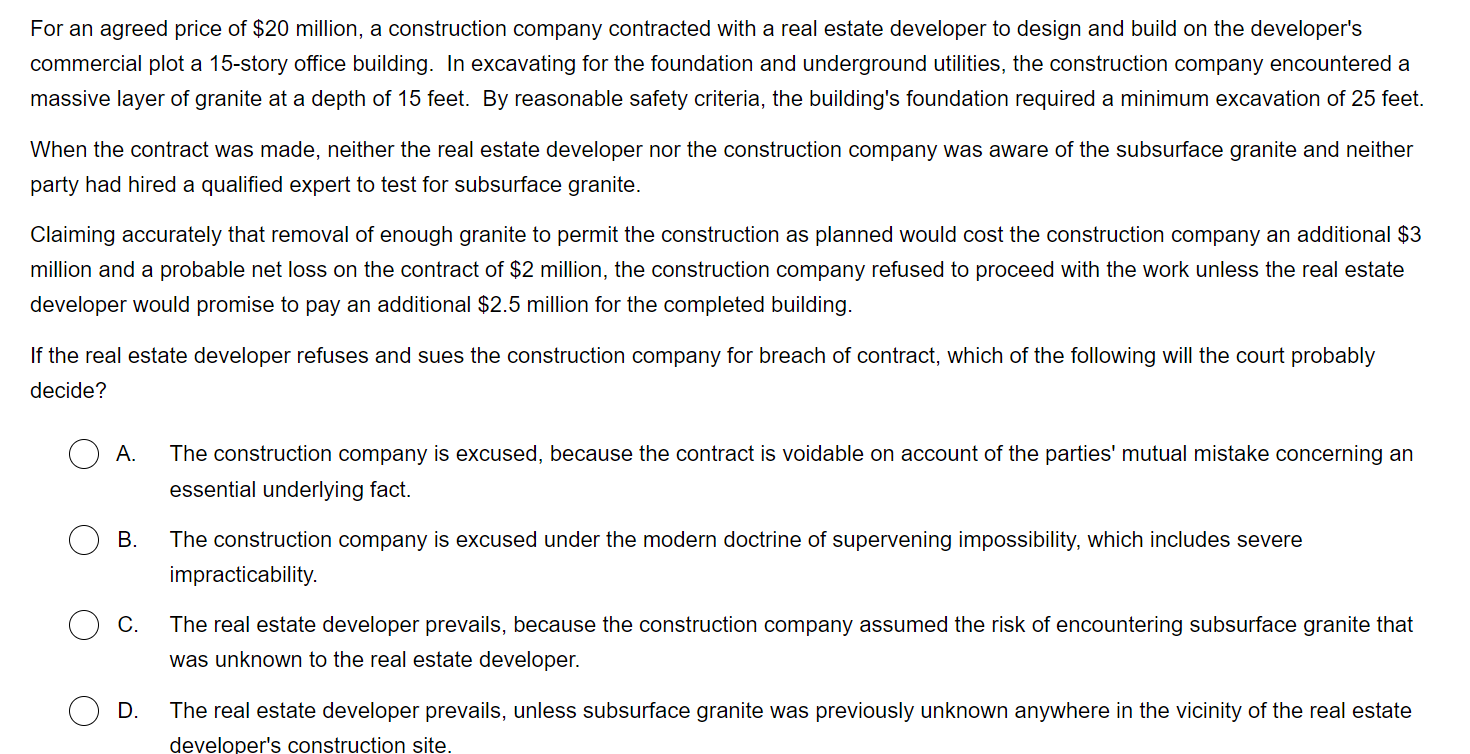 For an agreed price of $20 million, a construction company contracted with a real estate developer to design and build on the developer's
commercial plot a 15-story office building.  In excavating for the foundation and underground utilities, the construction company encountered a
massive layer of granite at a depth of 15 feet.  By reasonable safety criteria, the building's foundation required a minimum excavation of 25 feet.
When the contract was made, neither the real estate developer nor the construction company was aware of the subsurface granite and neither
party had hired a qualified expert to test for subsurface granite.
Claiming accurately that removal of enough granite to permit the construction as planned would cost the construction company an additional $3
million and a probable net loss on the contract of $2 million, the construction company refused to proceed with the work unless the real estate
developer would promise to pay an additional $2.5 million for the completed building.
If the real estate developer refuses and sues the construction company for breach of contract, which of the following will the court probably
decide?
A. The construction company is excused, because the contract is voidable on account of the parties' mutual mistake concerning an
essential underlying fact.
B. The construction company is excused under the modern doctrine of supervening impossibility, which includes severe
impracticability.
C. The real estate developer prevails, because the construction company assumed the risk of encountering subsurface granite that
was unknown to the real estate developer.
D. The real estate developer prevails, unless subsurface granite was previously unknown anywhere in the vicinity of the real estate
developer's construction site.